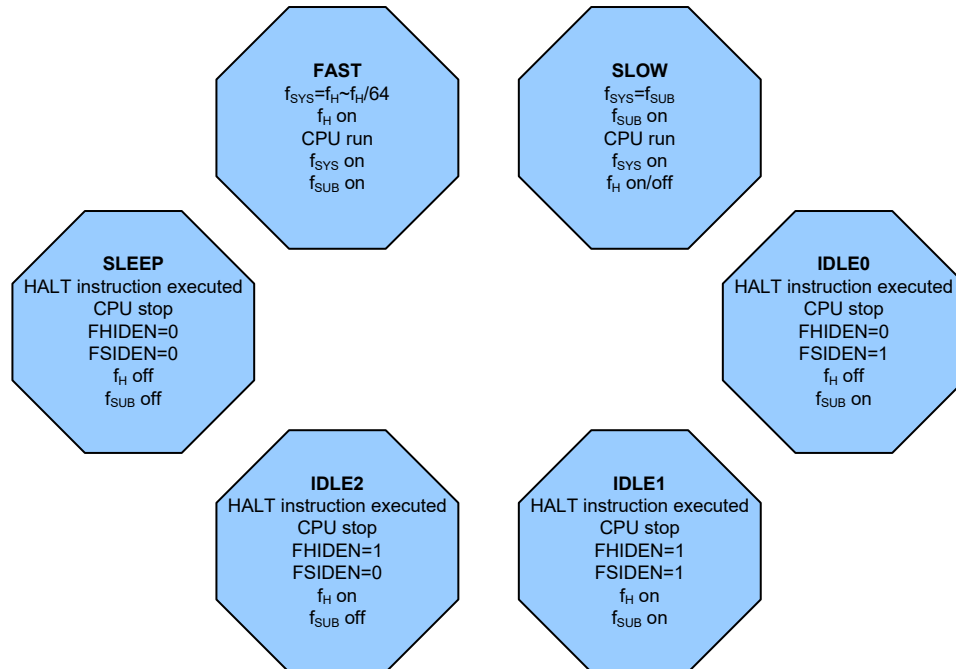 FAST
fSYS=fH~fH/64
fH on
CPU run
fSYS on
fSUB on
SLOW
fSYS=fSUB
fSUB on
CPU run
fSYS on
fH on/off
SLEEP
HALT instruction executed
CPU stop
FHIDEN=0
FSIDEN=0
fH off
fSUB off
IDLE0
HALT instruction executed
CPU stop
FHIDEN=0
FSIDEN=1
fH off
fSUB on
IDLE2
HALT instruction executed
CPU stop
FHIDEN=1
FSIDEN=0
fH on
fSUB off
IDLE1
HALT instruction executed
CPU stop
FHIDEN=1
FSIDEN=1
fH on
fSUB on